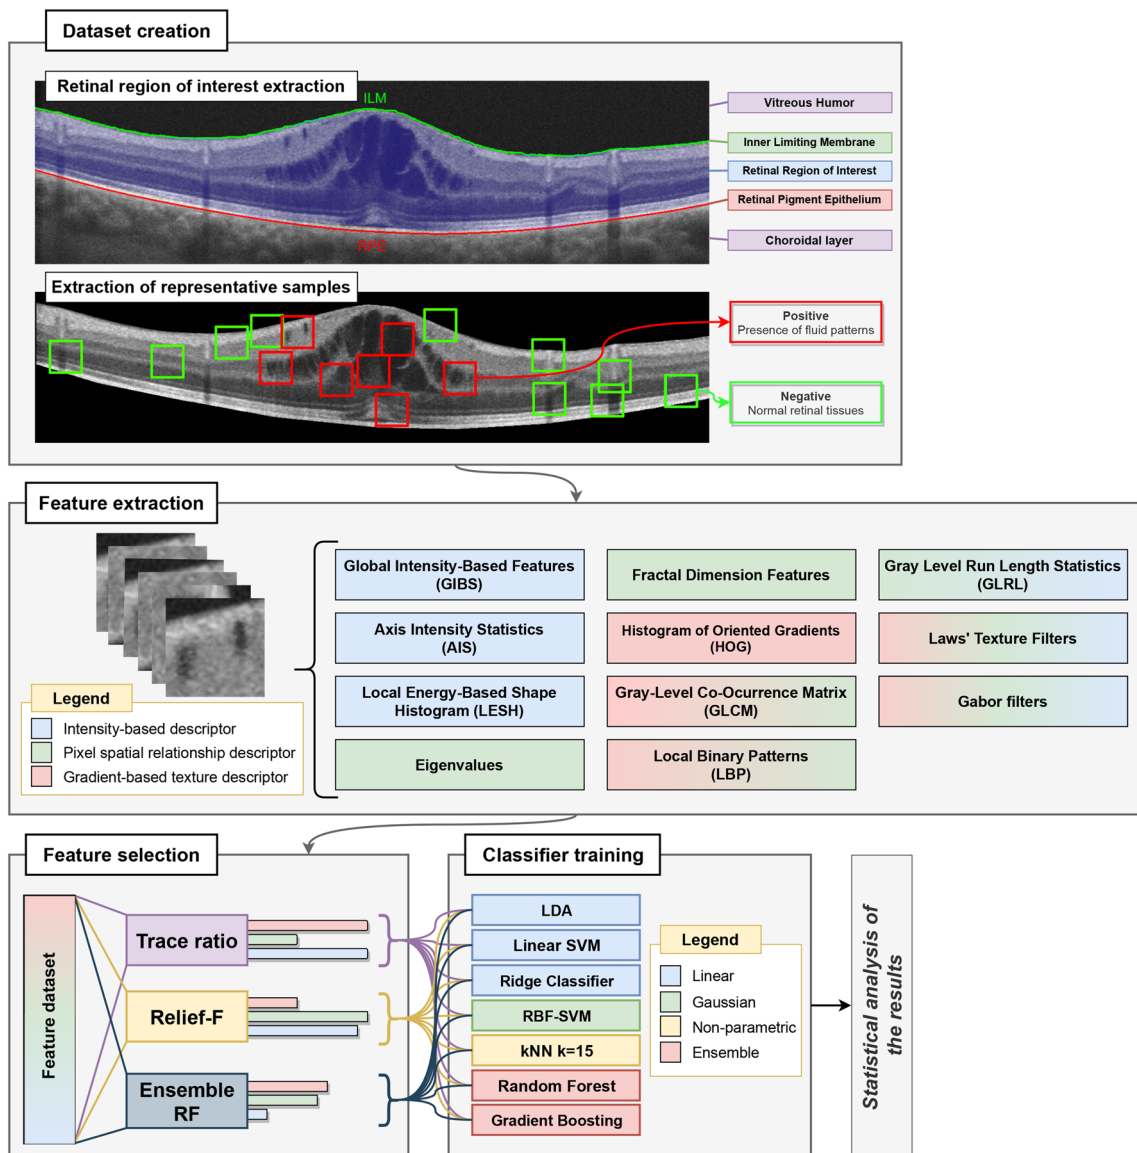 Dataset creation
Retinal region of interest extraction
ILM
RPE
Vitreous Humor
Inner Limiting Membrane
Retinal Region of Interest
Retinal Pigment Epithelium
Choroidal layer
Extraction of representative samples
Positive
Presence of fluid patterns
Negative
Normal retinal tissues
Feature extraction
Legend
Intensity-based descriptor
Pixel spatial relationship descriptor
Gradient-based texture descriptor
Global Intensity-Based Features
(GIBS)
Axis Intensity Statistics
(AIS)
Local Energy-Based Shape
Histogram (LESH)
Eigenvalues
Fractal Dimension Features
Histogram of Oriented Gradients
(HOG)
Gray-Level Co-Ocurrence Matrix
(GLCM)
Local Binary Patterns
(LBP)
Gray Level Run Length Statistics
(GLRL)
Laws' Texture Filters
Gabor filters
Feature selection
Feature dataset
Trace ratio
Relief-F
Ensemble
RF
Classifier training
LDA
Linear SVM
Ridge Classifier
RBF-SVM
kNN k=15
Random Forest
Gradient Boosting
Legend
Linear
Gaussian
Non-parametric
Ensemble
Statistical analysis of
the results